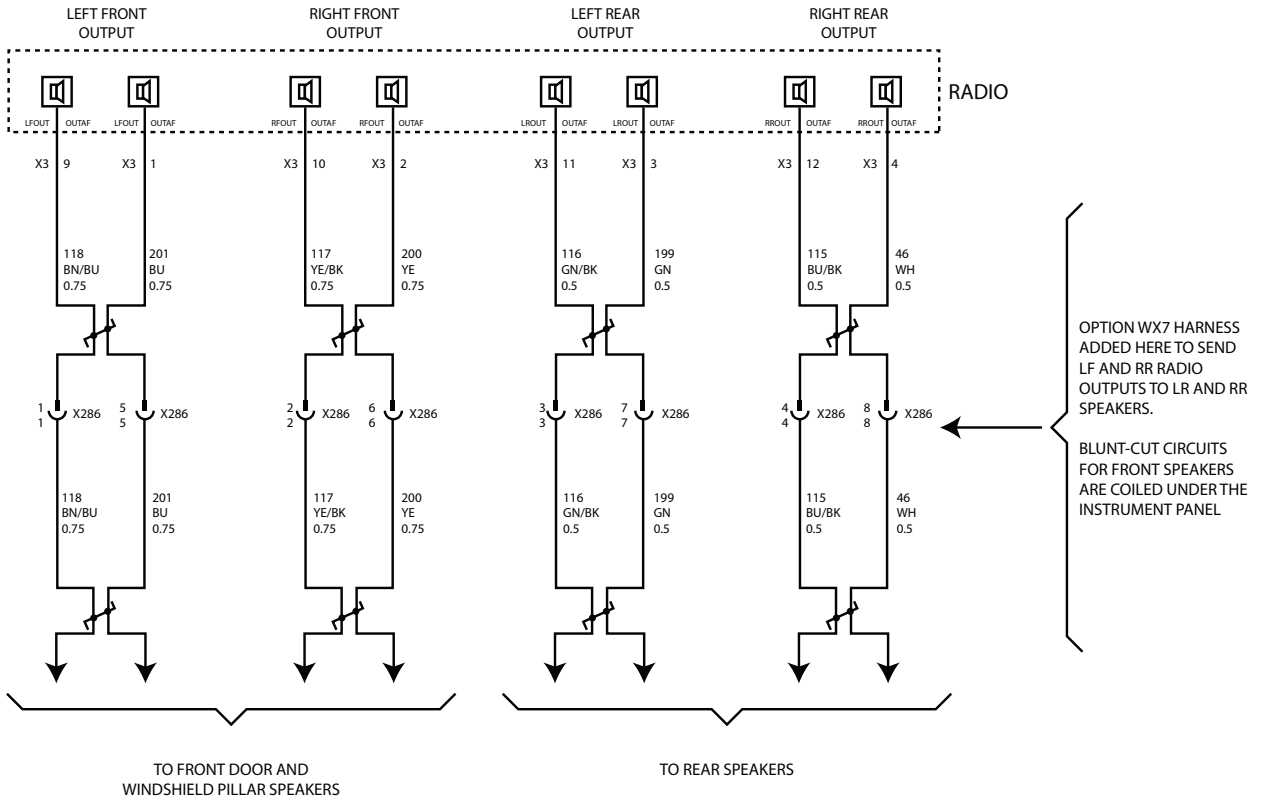 LEFT FRONT
OUTPUT
RIGHT FRONT
OUTPUT
LEFT REAR
OUTPUT
RIGHT REAR
OUTPUT
RADIO
LFOUT OUTAF LFOUT OUTAF RFOUT OUTAF RFOUT OUTAF LROUT OUTAF LROUT OUTAF RROUT OUTAF RROUT OUTAF
X3 9 X3 1 X3 10 X3 2 X3 11 X3 3 X3 12 X3 4
118
BN/BU
0.75
201
BU
0.75
117
YE/BK
0.75
200
YE
0.75
116
GN/BK
0.5
199
GN
0.5
115
BU/BK
0.5
46
WH
0.5
1
1
X286
5
5
X286
2
2
X286
6
6
X286
3
3
X286
7
7
X286
4
4
X286
8
8
X286
118
BN/BU
0.75
201
BU
0.75
117
YE/BK
0.75
200
YE
0.75
116
GN/BK
0.5
199
GN
0.5
115
BU/BK
0.5
46
WH
0.5
OPTION WX7 HARNESS
ADDED HERE TO SEND
LF AND RR RADIO
OUTPUTS TO LR AND RR
SPEAKERS.
BLUNT-CUT CIRCUITS
FOR FRONT SPEAKERS
ARE COILED UNDER THE
INSTRUMENT PANEL
TO FRONT DOOR AND
WINDSHIELD PILLAR SPEAKERS
TO REAR SPEAKERS